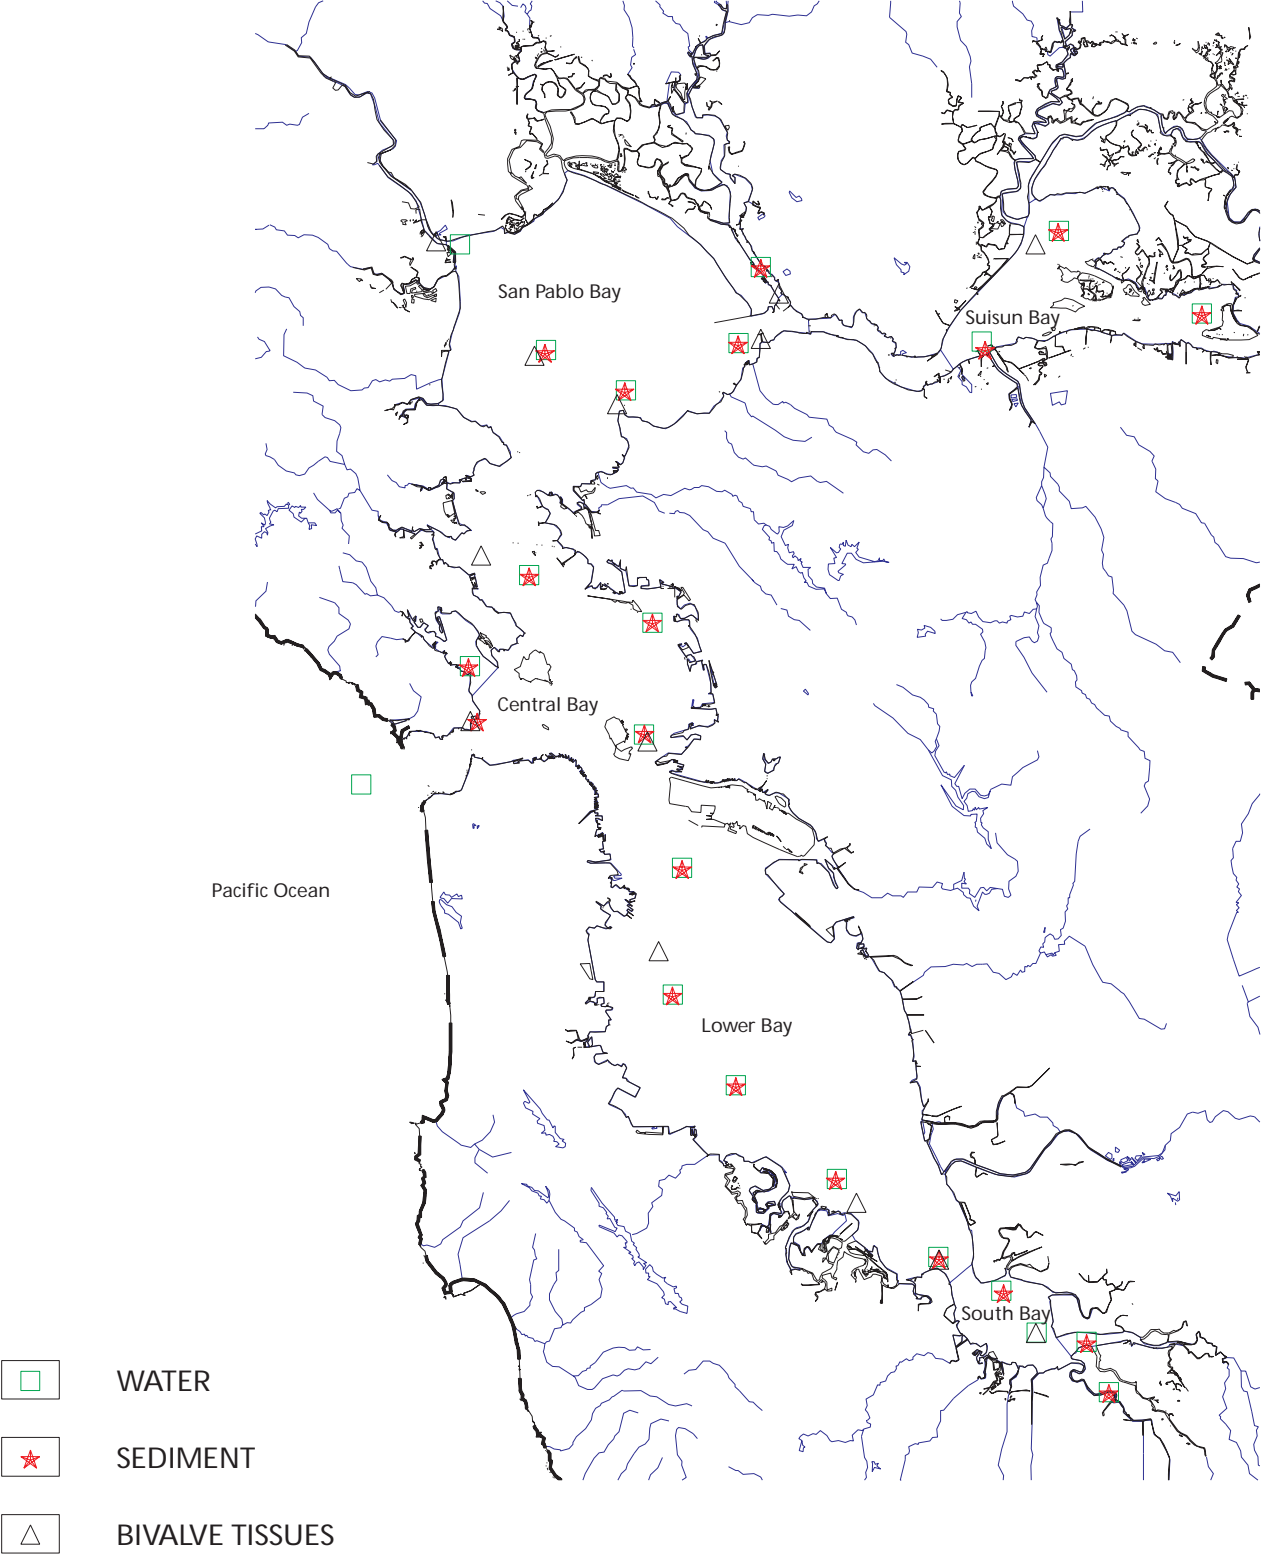 San Pablo Bay
Suisun Bay
Central Bay
Pacific Ocean
Lower Bay
South Bay
WATER
SEDIMENT
BIVALVE TISSUES